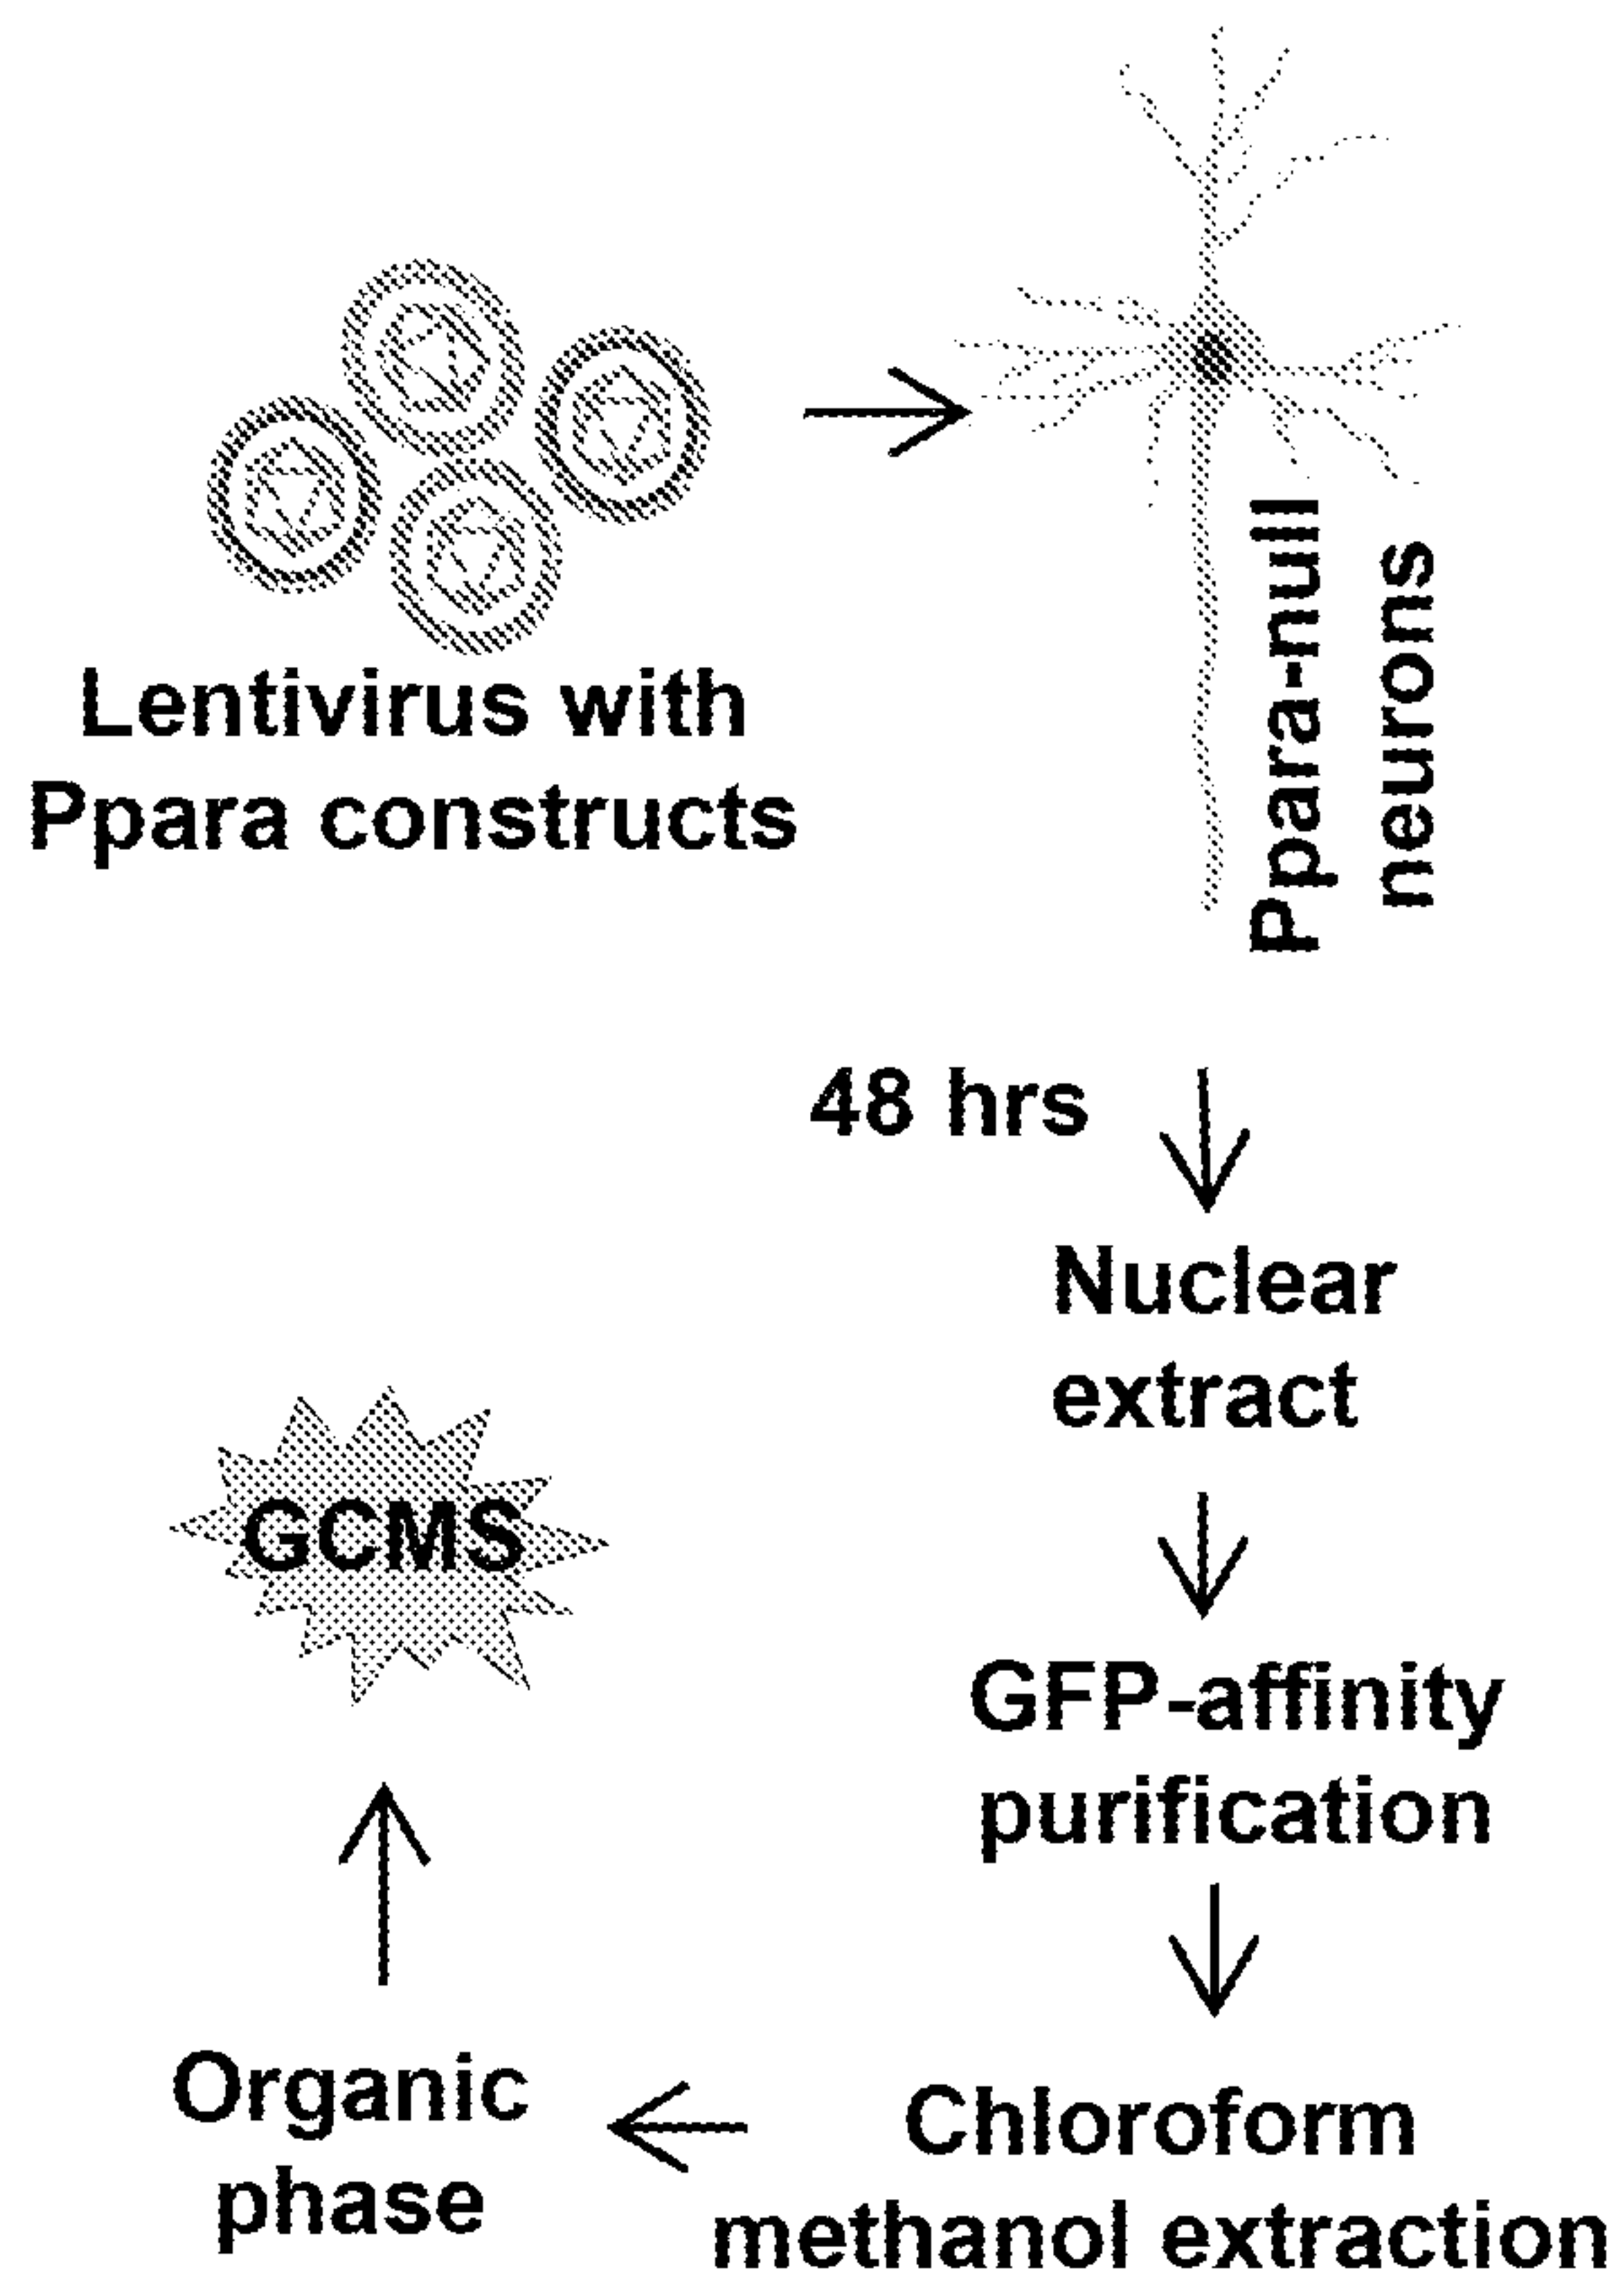 Lentivirus with
Ppara constructs
Ppara-null
neurons
48 hrs
Nuclear
extract
GFP-affinity
purification
Chloroform
methanol extraction
Organic
phase
GCMS